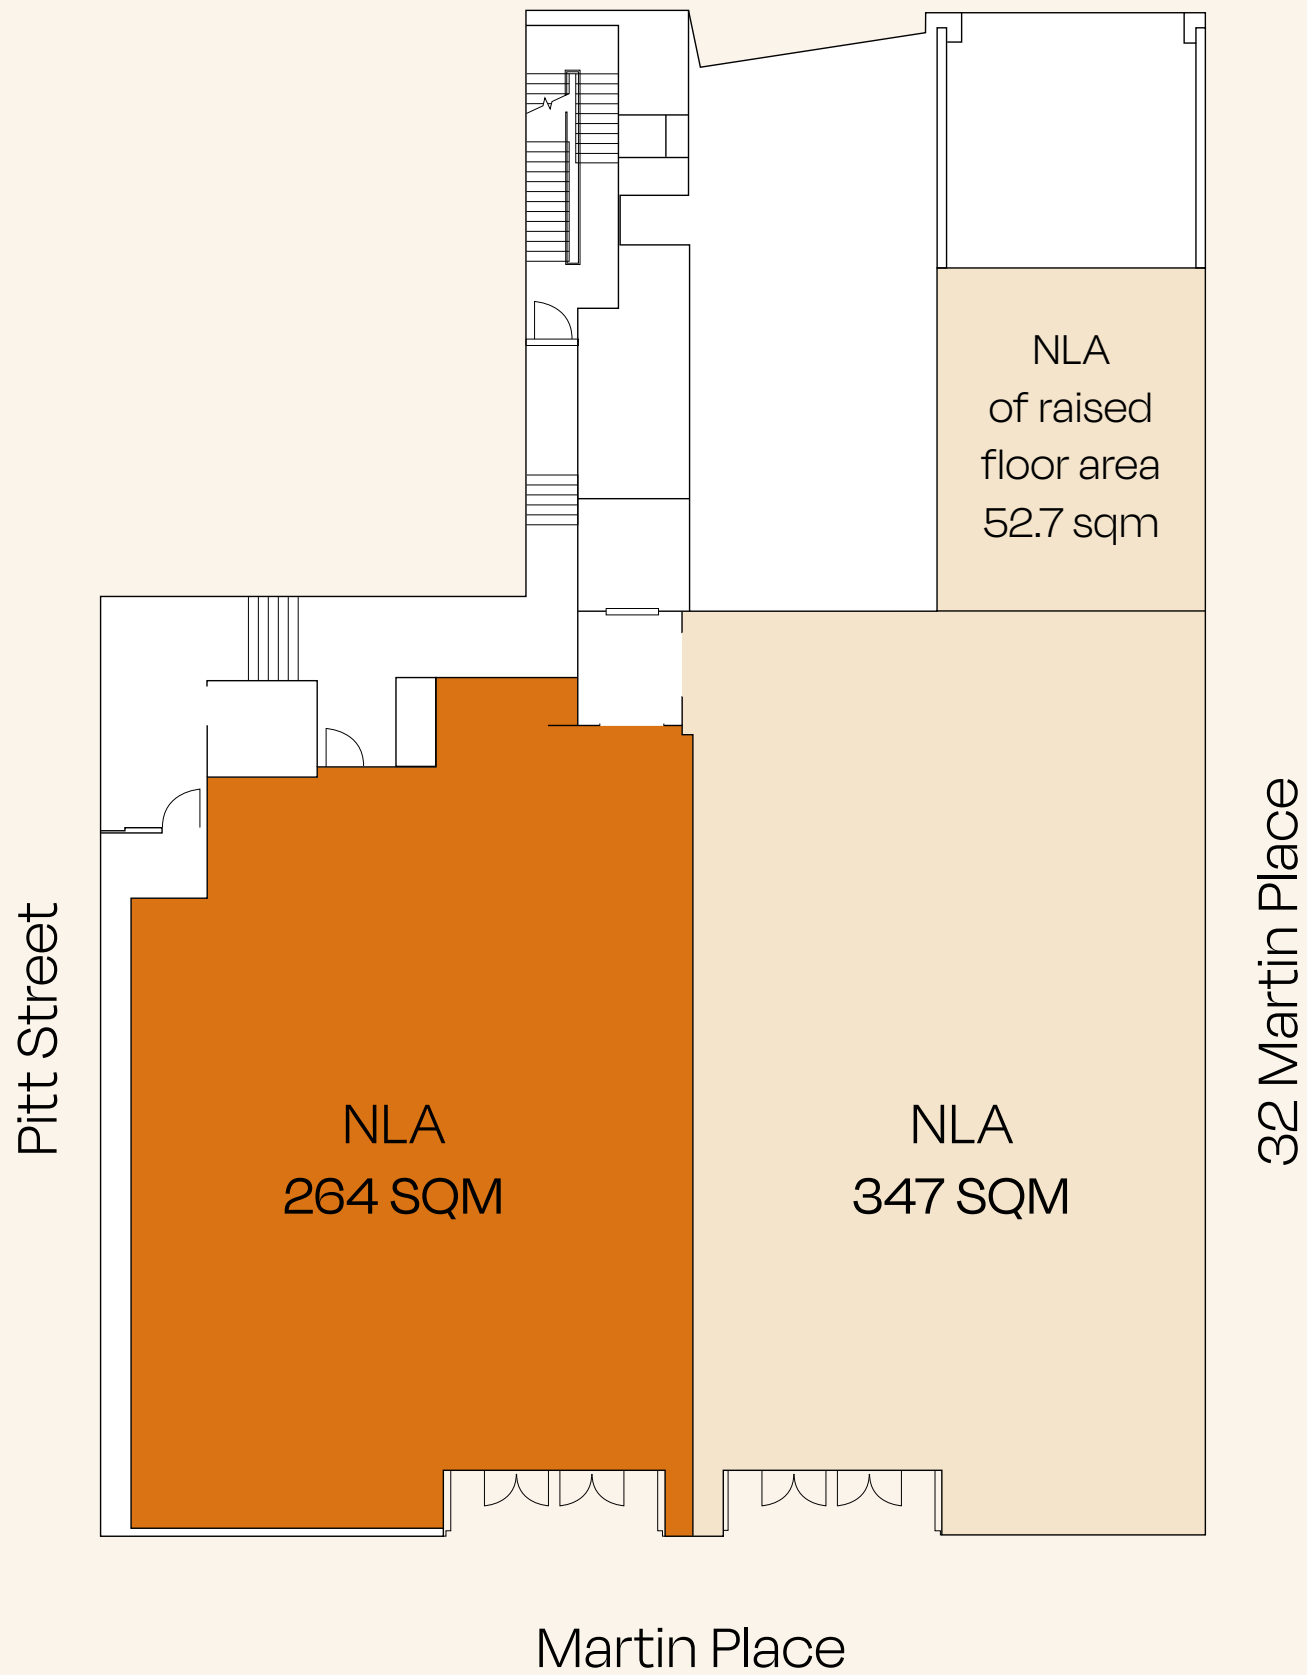 NLA
of raised
floor area
52.7 sqm
Pitt Street
32 Martin Place
NLA
264 SQM
NLA
347 SQM
Martin Place